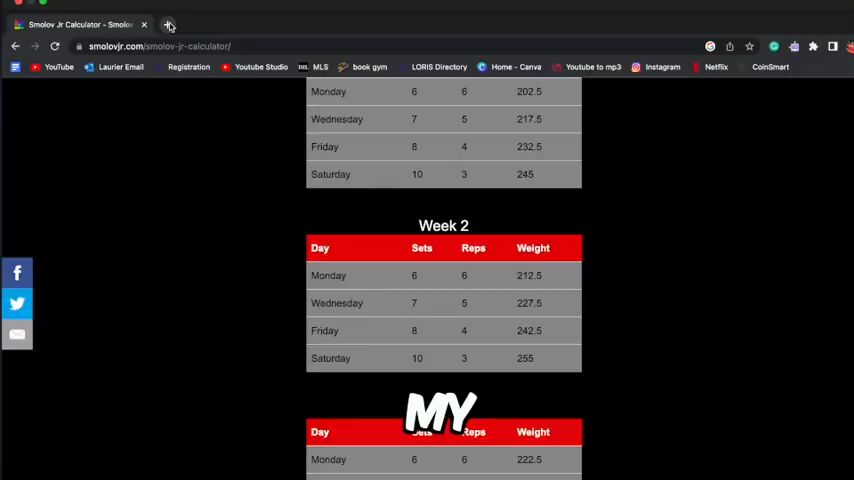 Smolov Jr Calculator - Smolov
smolovjr.com/smolov-jr-calculator/
YouTube Laurier Email Registration Youtube Studio MLS book gym LORIS Directory Home - Canva Youtube to mp3 Instagram Netflix CoinSmart
Monday 6 6 202.5
Wednesday 7 5 217.5
Friday 8 4 232.5
Saturday 10 3 245
Week 2
Day Sets Reps Weight
Monday 6 6 212.5
Wednesday 7 5 227.5
Friday 8 4 242.5
Saturday 10 3 255
MY
Day Sets Reps Weight
Monday 6 6 222.5